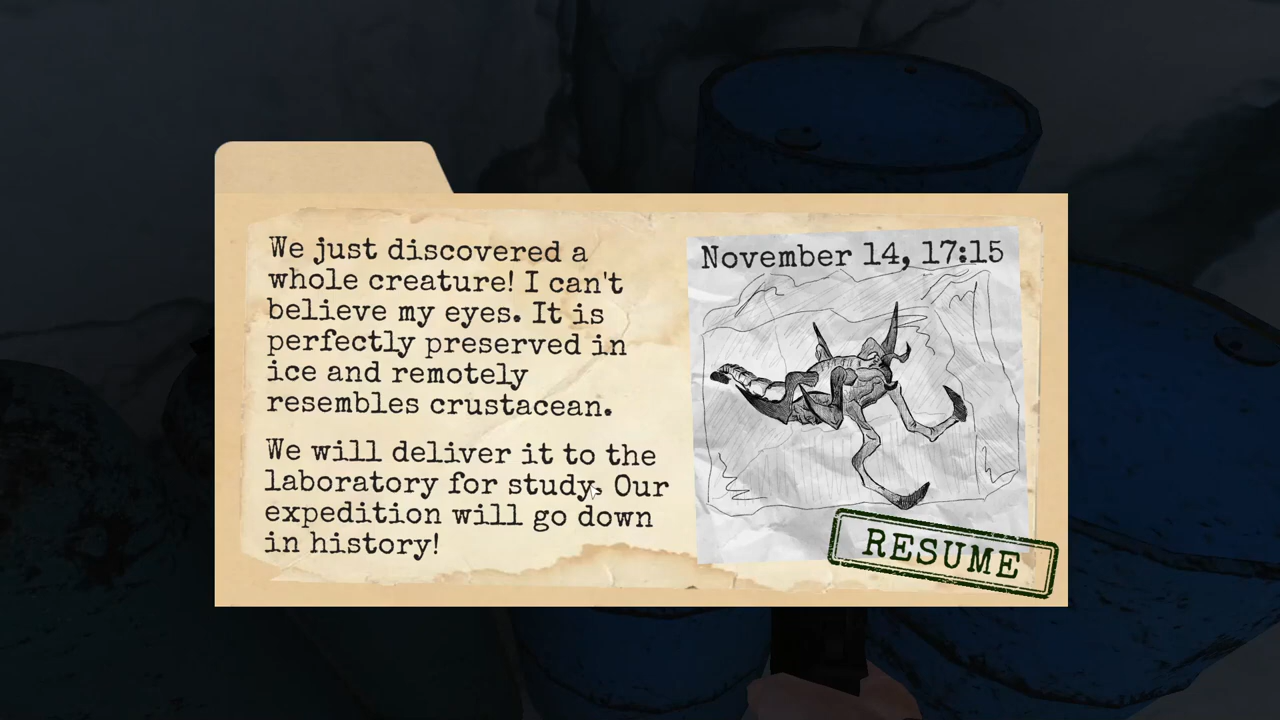 We just discovered a
whole creature! I can't
believe my eyes. It is
perfectly preserved in
ice and remotely
resembles crustacean.
We will deliver it to the
laboratory for study. Our
expedition will go down
in history!
November 14, 17:15
RESUME